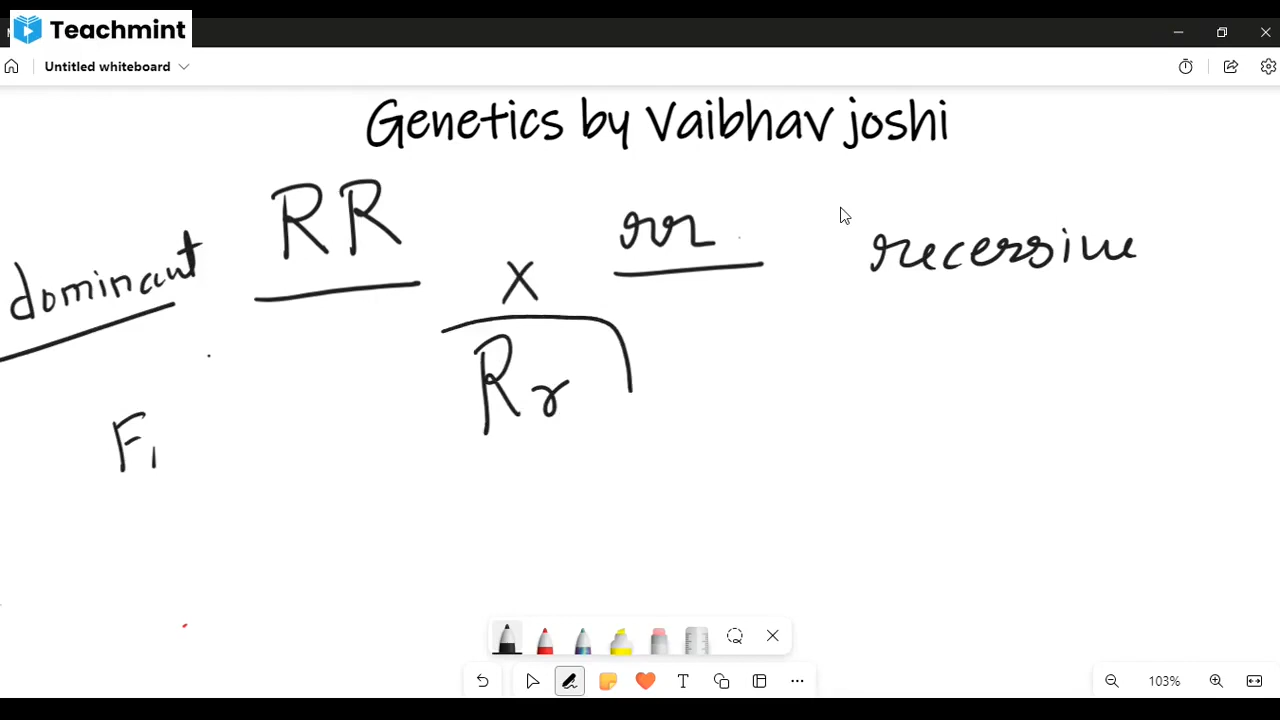 Teachmint
Untitled whiteboard
Genetics by Vaibhav joshi
dominant RR rr recessive
X
Rr
F1
103%